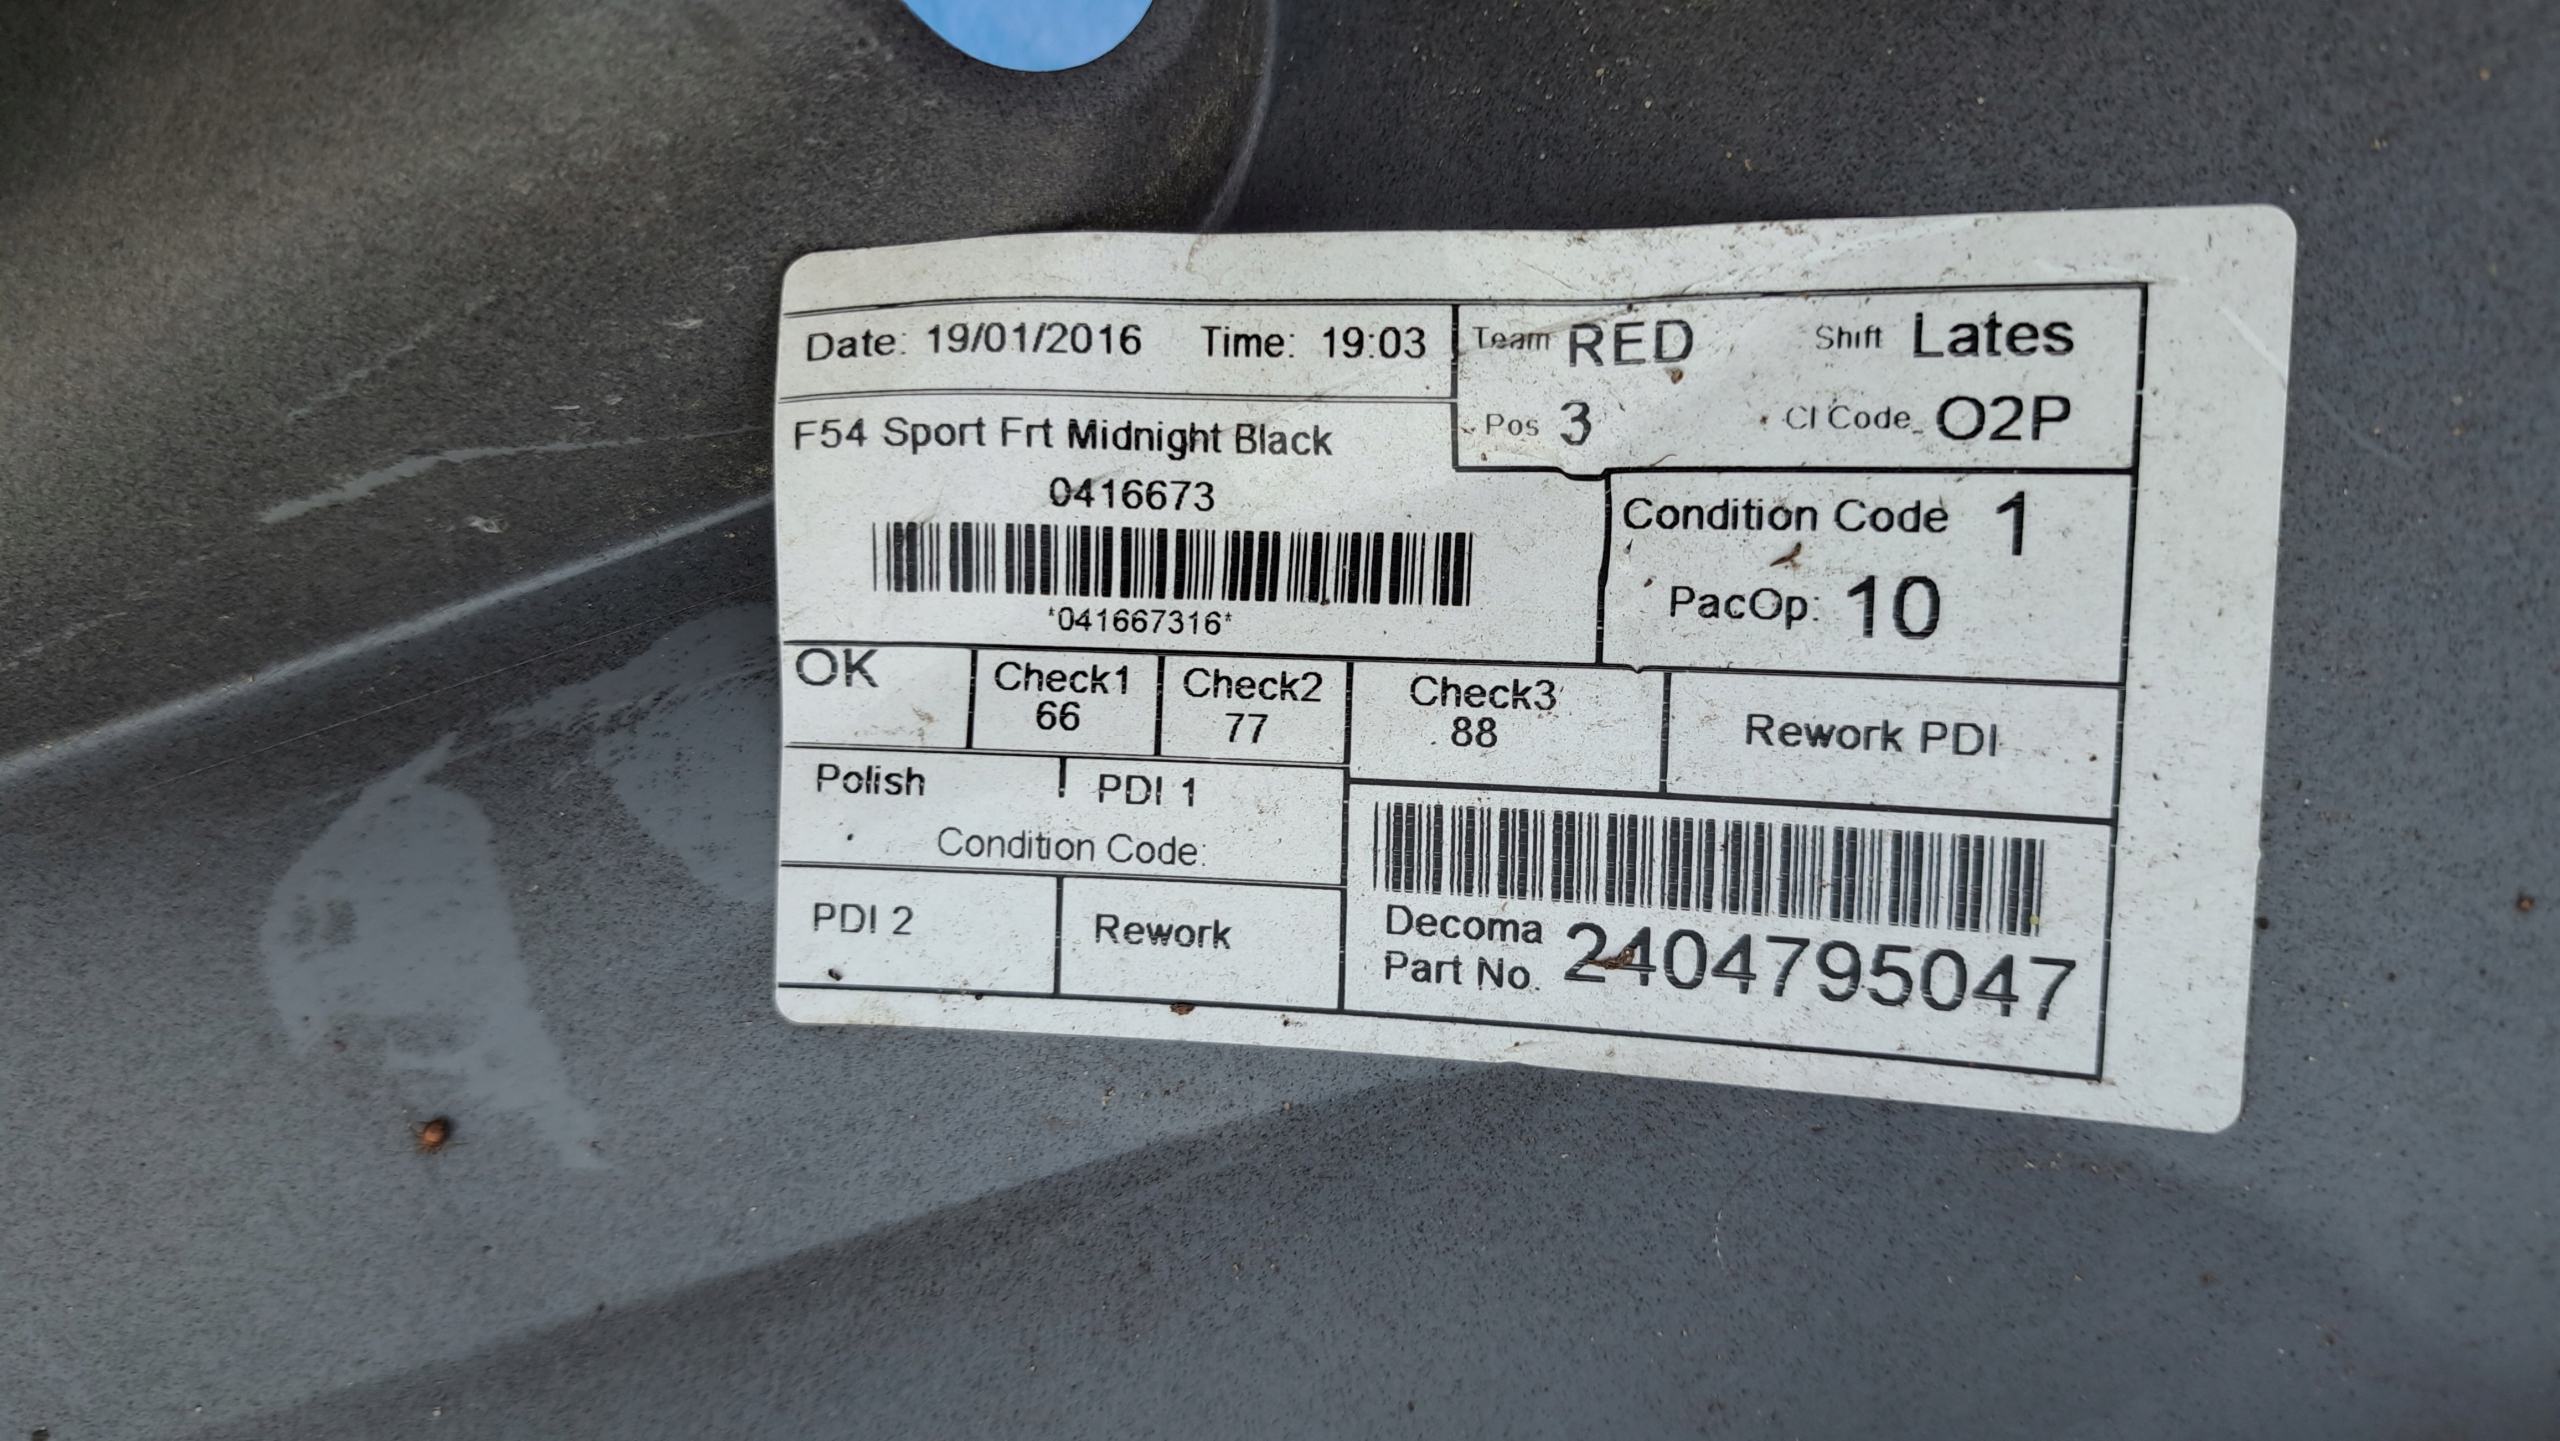 Date: 19/01/2016 Time: 19:03
Team RED Shift Lates
Pos 3 CI Code O2P
F54 Sport Frt Midnight Black
0416673
*041667316*
Condition Code 1
PacOp: 10
OK
Check1
66
Check2
77
Check3
88
Rework PDI
Polish
PDI 1
Condition Code:
PDI 2
Rework
Decoma
Part No. 2404795047